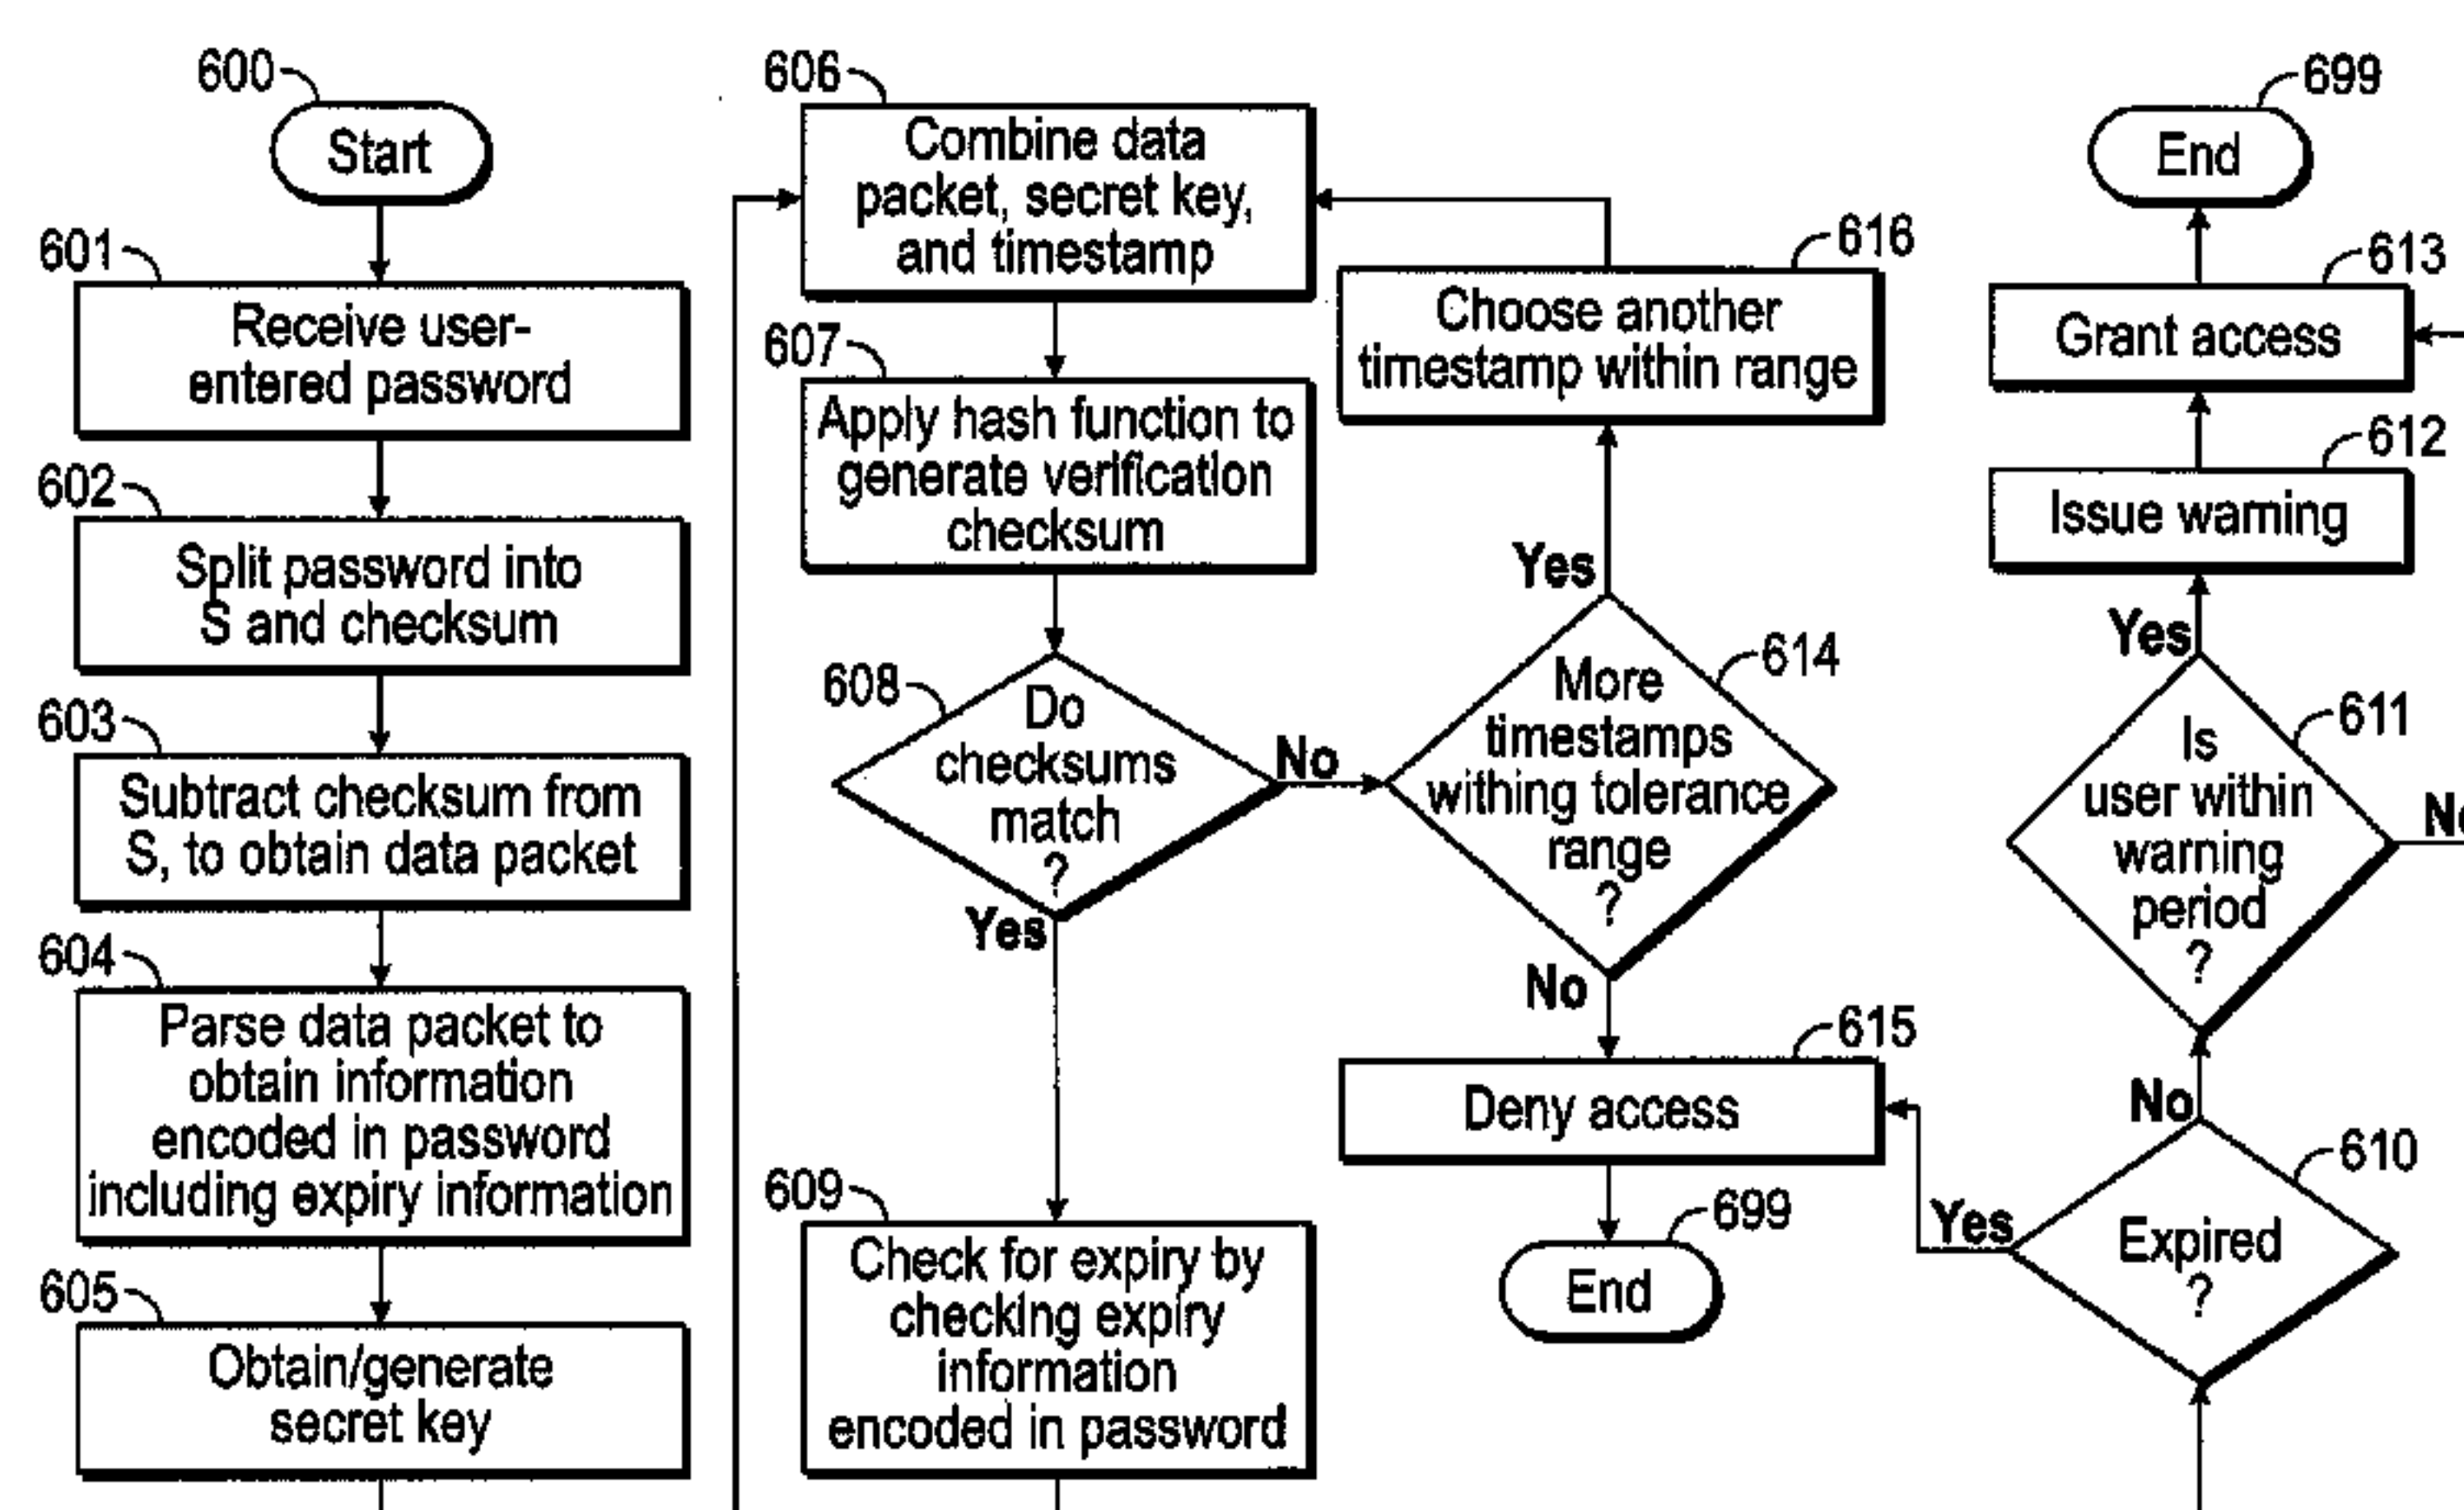 600
Start
601
Receive user-
entered password
602
Split password into
S and checksum
603
Subtract checksum from
S, to obtain data packet
604
Parse data packet to
obtain information
encoded in password
including expiry information
605
Obtain/generate
secret key
606
Combine data
packet, secret key,
and timestamp
607
Apply hash function to
generate verification
checksum
608
Do
checksums
match
?
No
Yes
609
Check for expiry by
checking expiry
information
encoded in password
616
Choose another
timestamp within range
Yes
614
More
timestamps
withing tolerance
range
?
No
615
Deny access
699
End
699
End
613
Grant access
612
Issue warning
Yes
611
Is
user within
warning
period
?
No
No
610
Expired
?
Yes